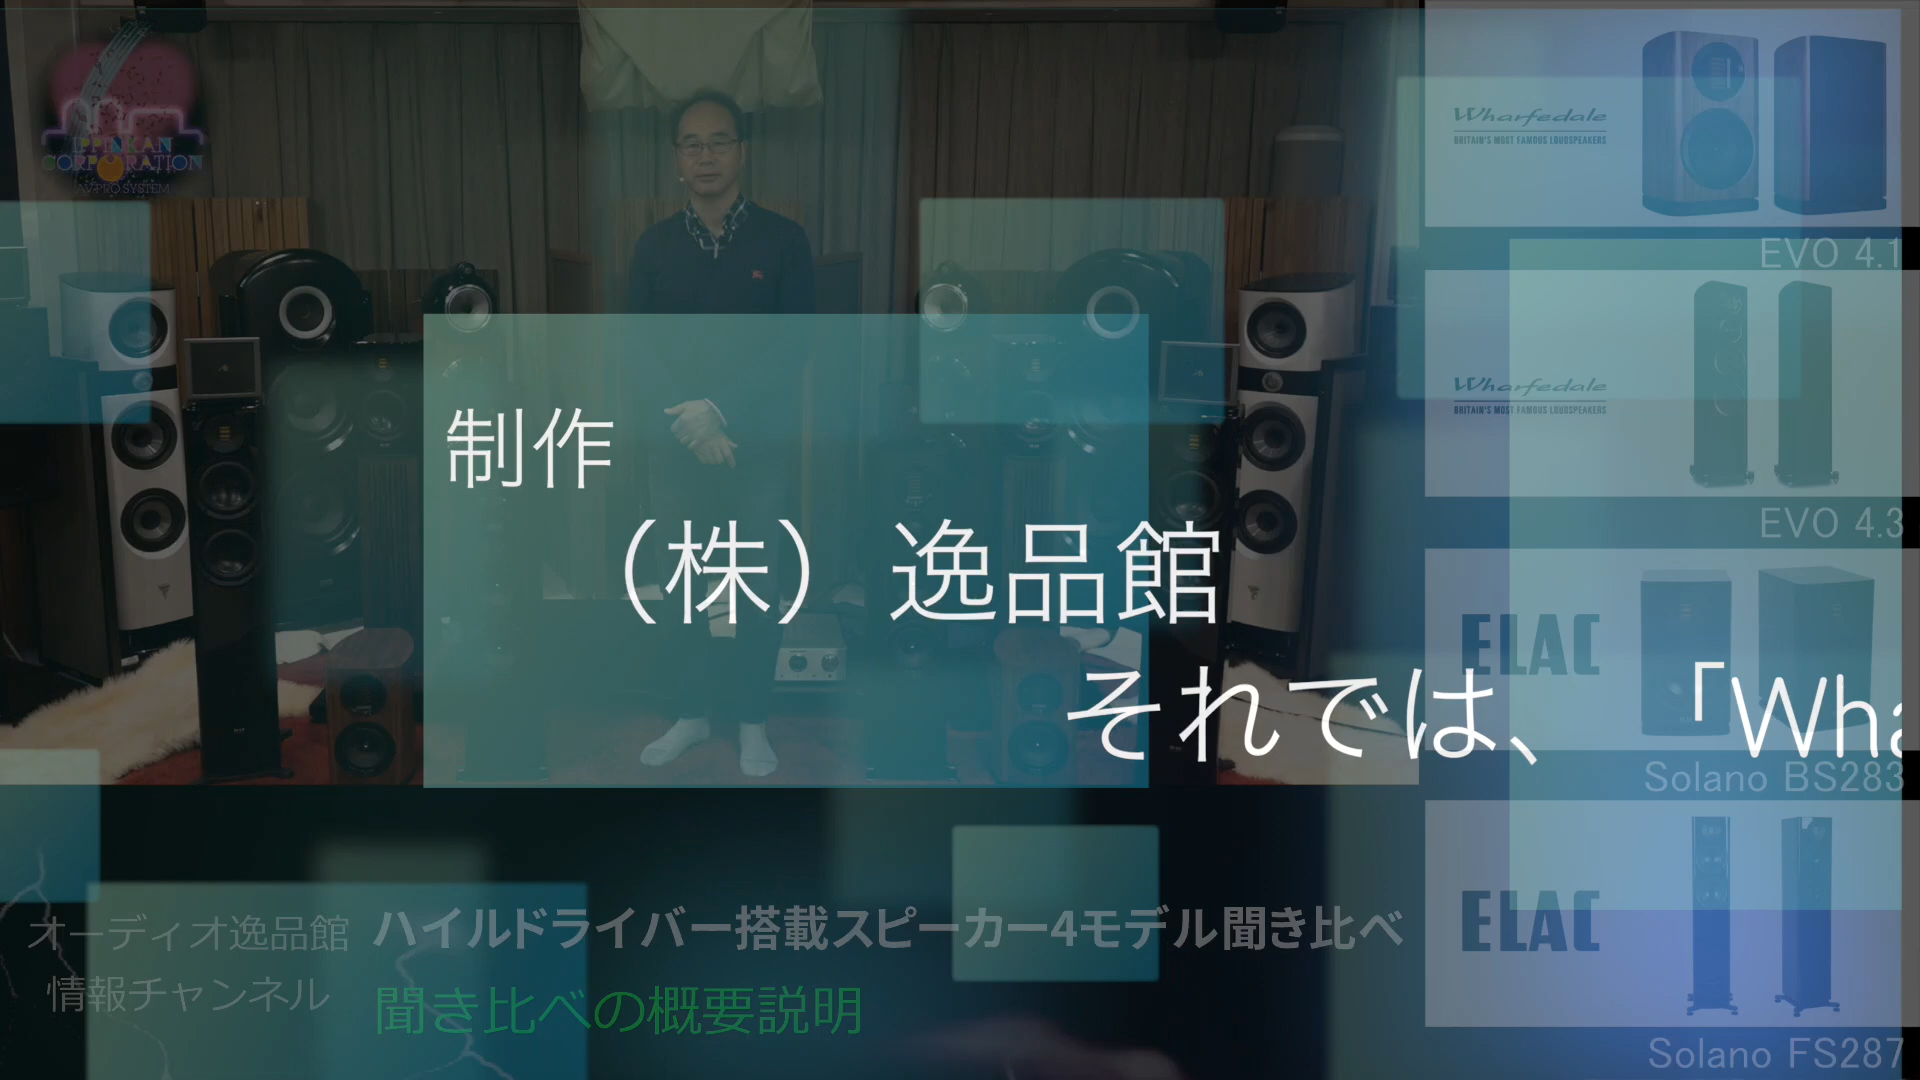 IPPINKAN
CORPORATION
AV-PRO SYSTEM
Wharfedale
BRITAIN'S MOST FAMOUS LOUDSPEAKERS
EVO 4.1
Wharfedale
BRITAIN'S MOST FAMOUS LOUDSPEAKERS
EVO 4.3
制作
（株）逸品館
それでは、「Wha
ELAC
Solano BS283
ELAC
Solano FS287
オーディオ逸品館
情報チャンネル
ハイルドライバー搭載スピーカー4モデル聞き比べ
聞き比べの概要説明